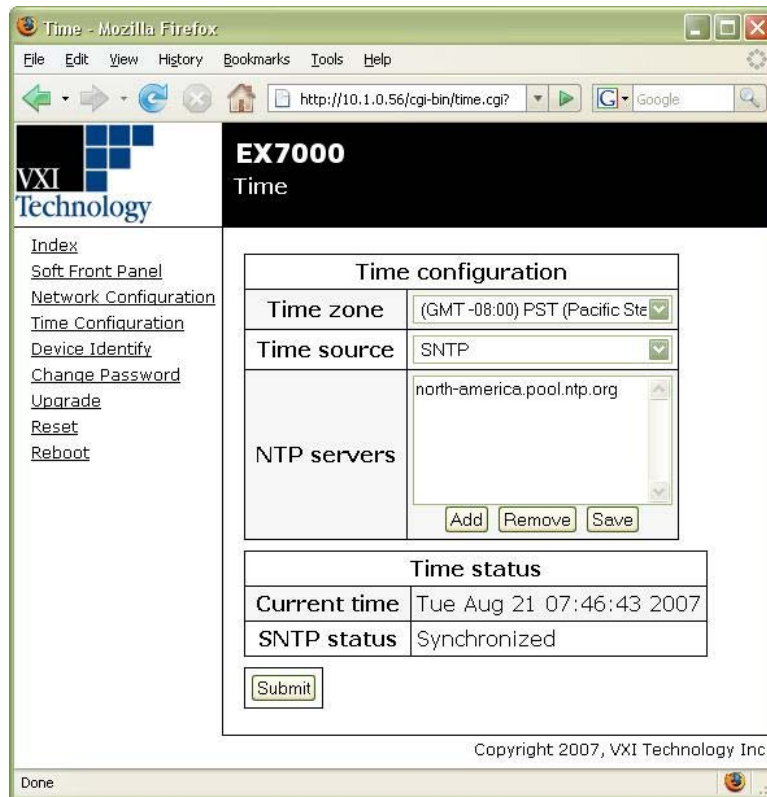 Time - Mozilla Firefox
File Edit View History Bookmarks Tools Help
http://10.1.0.56/cgi-bin/time.cgi? G Google
VXI
Technology
EX7000
Time
Index
Soft Front Panel
Network Configuration
Time Configuration
Device Identify
Change Password
Upgrade
Reset
Reboot
Time configuration
Time zone (GMT -08:00) PST (Pacific Sta
Time source SNTP
NTP servers north-america.pool.ntp.org
Add Remove Save
Time status
Current time Tue Aug 21 07:46:43 2007
SNTP status Synchronized
Submit
Copyright 2007, VXI Technology Inc
Done